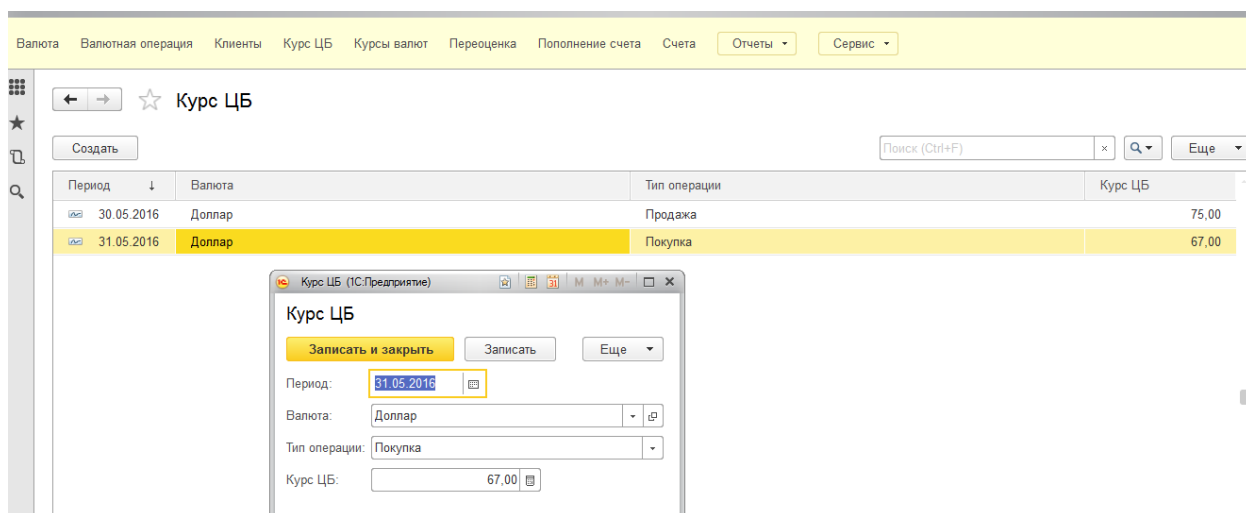 Валюта Валютная операция Клиенты Курс ЦБ Курсы валют Переоценка Пополнение счета Счета Отчеты Сервис
Курс ЦБ
Создать Поиск (Ctrl+F) × Еще
Период ↓ Валюта Тип операции Курс ЦБ
30.05.2016 Доллар Продажа 75,00
31.05.2016 Доллар Покупка 67,00
1С Курс ЦБ (1С:Предприятие) 31 M M+ M-
Курс ЦБ
Записать и закрыть Записать Еще
Период: 31.05.2016
Валюта: Доллар
Тип операции: Покупка
Курс ЦБ: 67,00